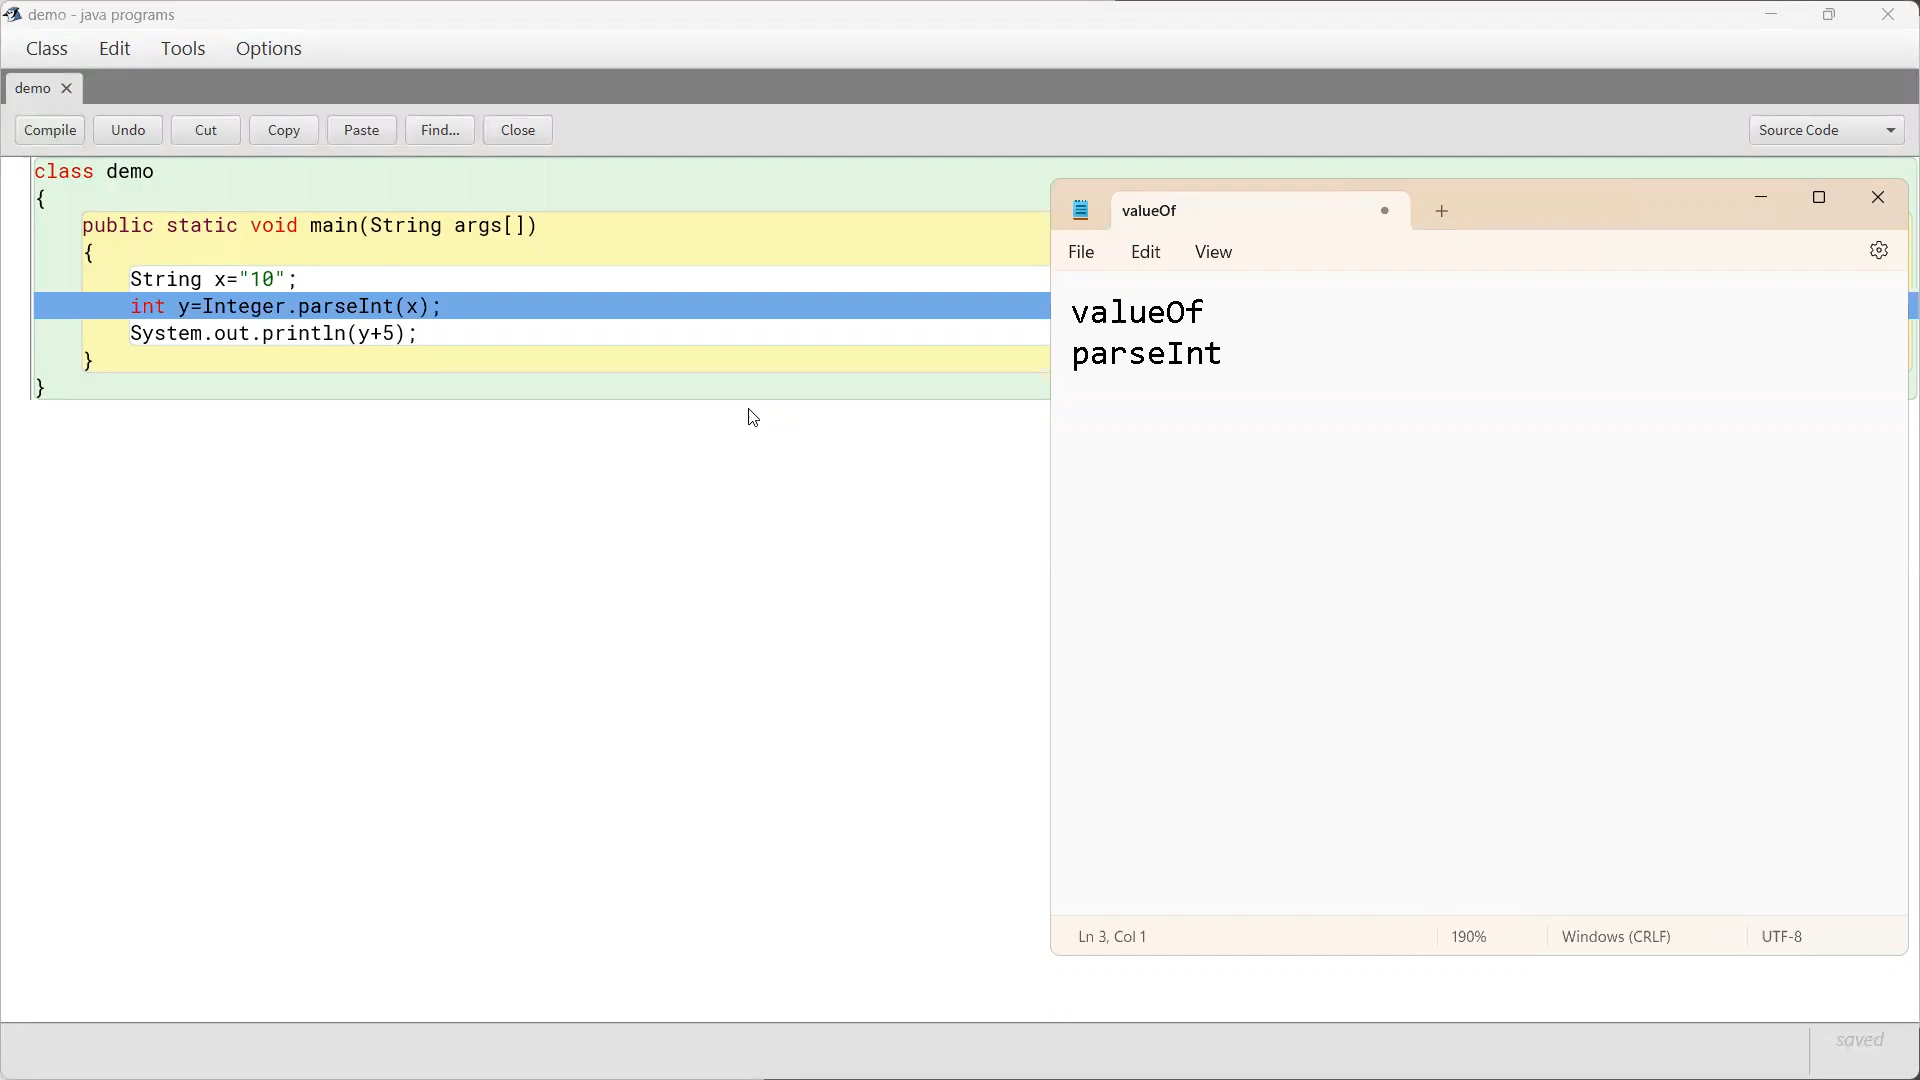 demo - java programs
Class Edit Tools Options
demo
Compile Undo Cut Copy Paste Find... Close Source Code
class demo
{
public static void main(String args[])
{
String x="10";
int y=Integer.parseInt(x);
System.out.println(y+5);
}
}
valueOf
File Edit View
valueOf
parseInt
Ln 3, Col 1 190% Windows (CRLF) UTF-8
saved